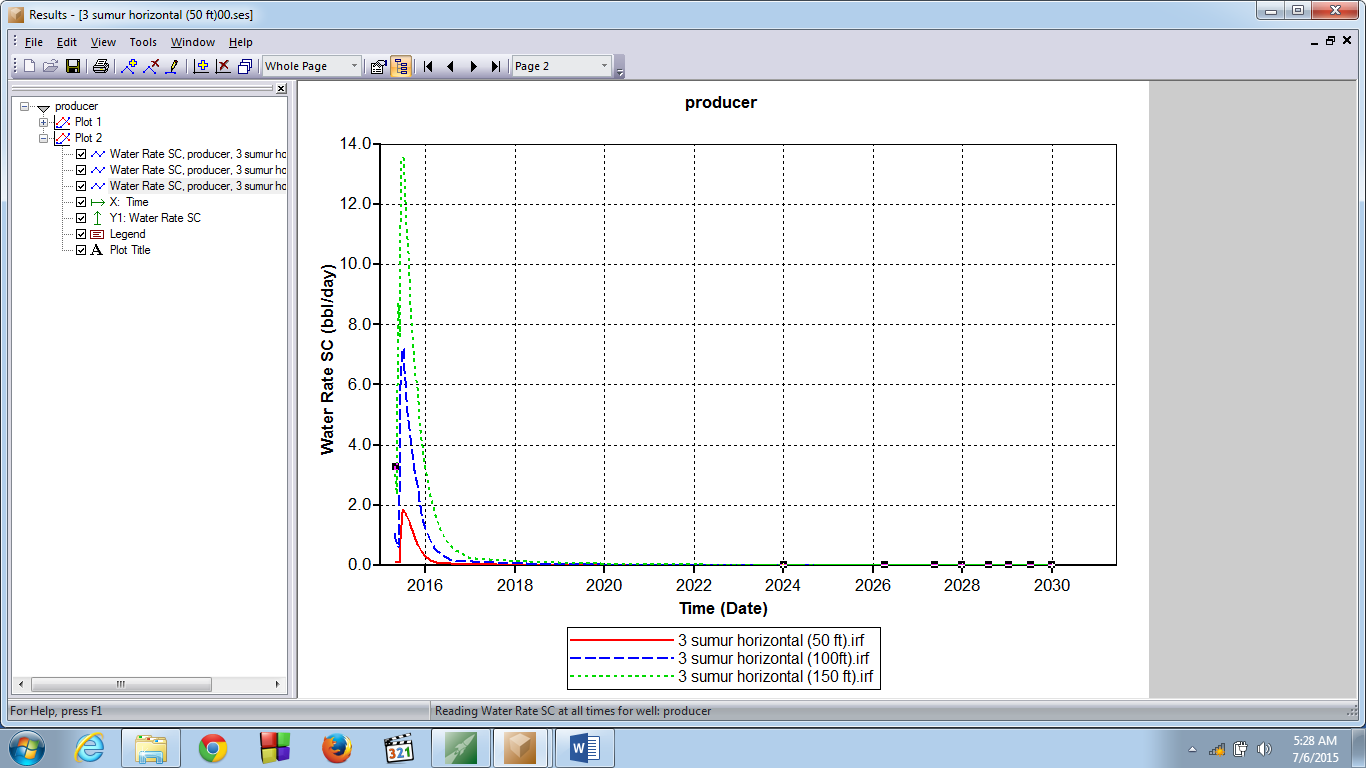 Results - [3 sumur horizontal (50 ft)00.ses]
File Edit View Tools Window Help
Whole Page
Page 2
producer
Plot 1
Plot 2
Water Rate SC, producer, 3 sumur ho
Water Rate SC, producer, 3 sumur ho
Water Rate SC, producer, 3 sumur ho
X: Time
Y1: Water Rate SC
Legend
Plot Title
producer
Water Rate SC (bbl/day)
14.0
12.0
10.0
8.0
6.0
4.0
2.0
0.0
2016 2018 2020 2022 2024 2026 2028 2030
Time (Date)
3 sumur horizontal (50 ft).irf
3 sumur horizontal (100ft).irf
3 sumur horizontal (150 ft).irf
For Help, press F1
Reading Water Rate SC at all times for well: producer
321
W
5:28 AM
7/6/2015